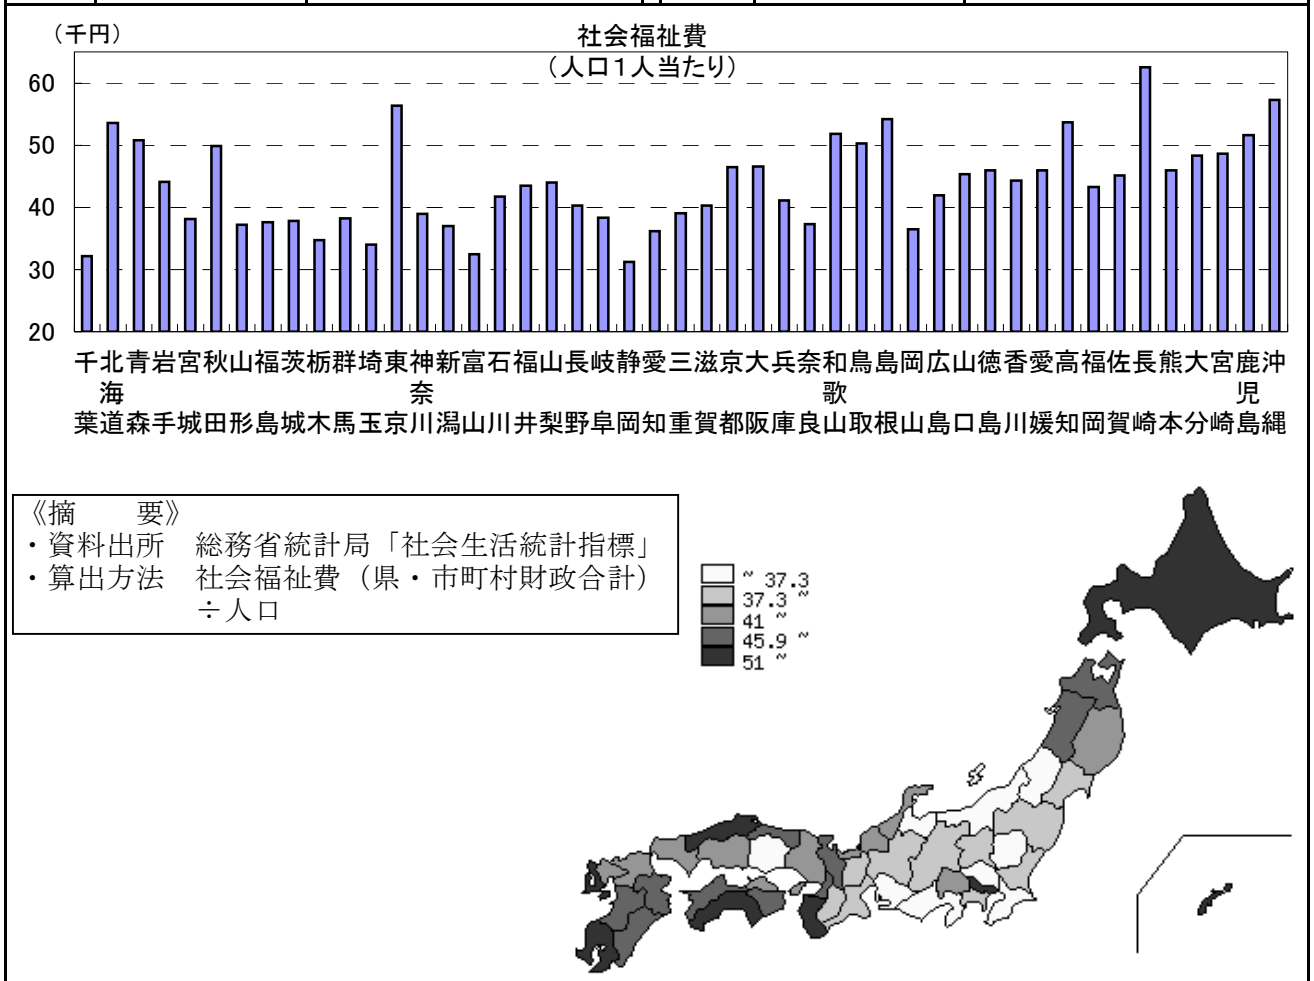 （千円）
社会福祉費
（人口１人当たり）
60
50
40
30
20
千北青岩宮秋山福茨栃群埼東神新富石福山長岐静愛三滋京大兵奈和鳥島岡広山徳香愛高福佐長熊大宮鹿沖
海 奈 歌 児
葉道森手城田形島城木馬玉京川潟山川井梨野阜岡知重賀都阪庫良山取根山島口島川媛知岡賀崎本分崎島縄
《摘　　要》
・資料出所　総務省統計局「社会生活統計指標」
・算出方法　社会福祉費（県・市町村財政合計）
÷人口
~ 37.3
37.3 ~
41 ~
45.9 ~
51 ~